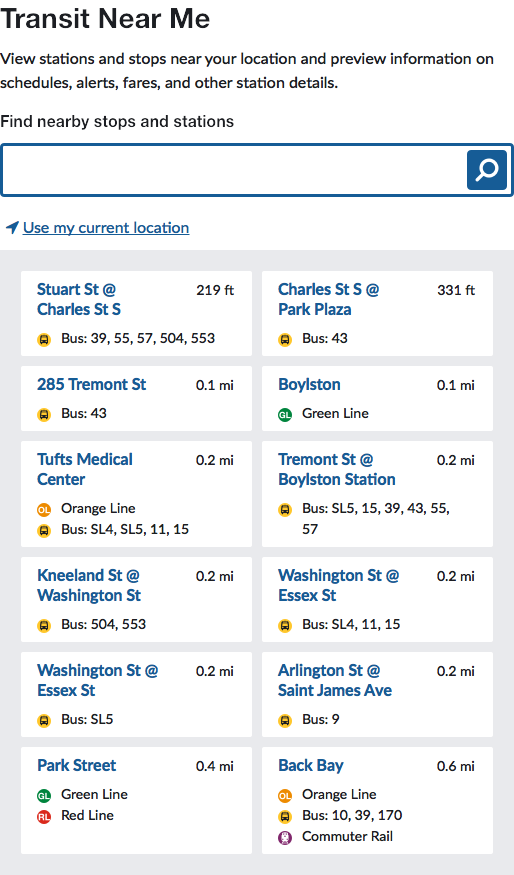 Transit Near Me
View stations and stops near your location and preview information on
schedules, alerts, fares, and other station details.
Find nearby stops and stations
Use my current location
Stuart St @ 219 ft
Charles St S
Bus: 39, 55, 57, 504, 553
Charles St S @ 331 ft
Park Plaza
Bus: 43
285 Tremont St 0.1 mi
Bus: 43
Boylston 0.1 mi
GL Green Line
Tufts Medical 0.2 mi
Center
OL Orange Line
Bus: SL4, SL5, 11, 15
Tremont St @ 0.2 mi
Boylston Station
Bus: SL5, 15, 39, 43, 55,
57
Kneeland St @ 0.2 mi
Washington St
Bus: 504, 553
Washington St @ 0.2 mi
Essex St
Bus: SL4, 11, 15
Washington St @ 0.2 mi
Essex St
Bus: SL5
Arlington St @ 0.2 mi
Saint James Ave
Bus: 9
Park Street 0.4 mi
GL Green Line
RL Red Line
Back Bay 0.6 mi
OL Orange Line
Bus: 10, 39, 170
Commuter Rail